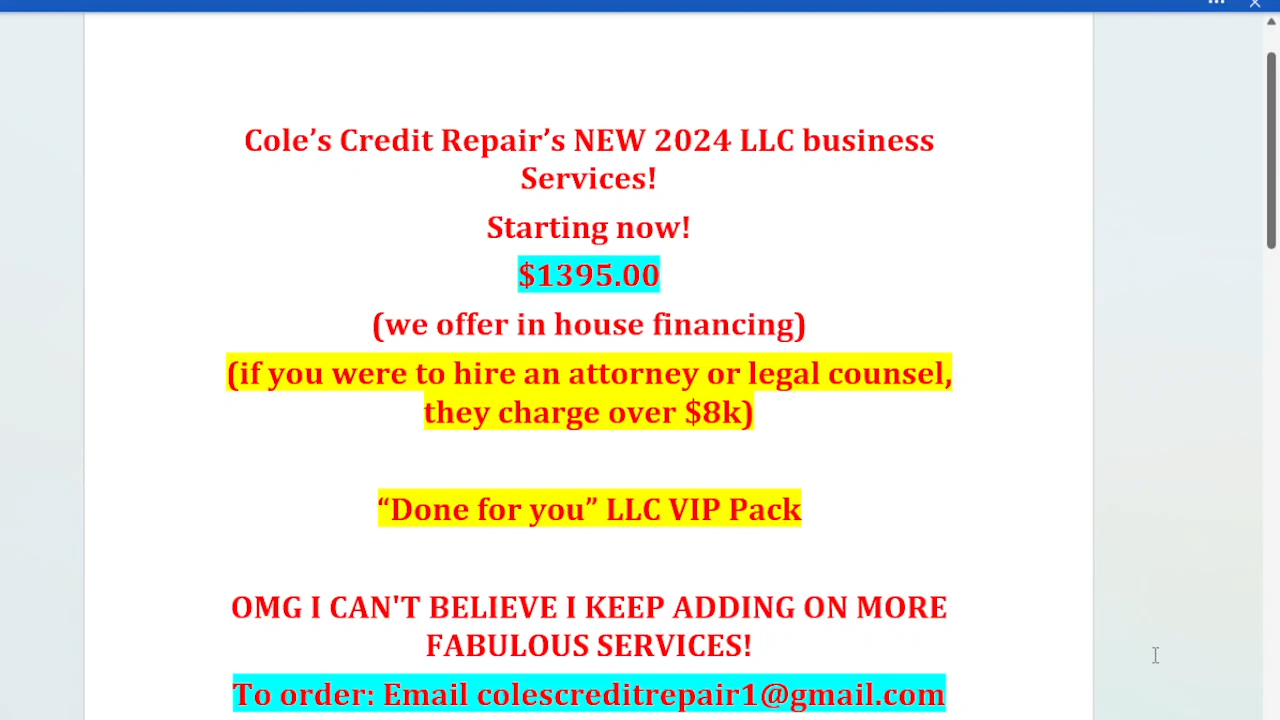 Cole’s Credit Repair’s NEW 2024 LLC business
Services!
Starting now!
$1395.00
(we offer in house financing)
(if you were to hire an attorney or legal counsel,
they charge over $8k)
“Done for you” LLC VIP Pack
OMG I CAN'T BELIEVE I KEEP ADDING ON MORE
FABULOUS SERVICES!
To order: Email colescreditrepair1@gmail.com